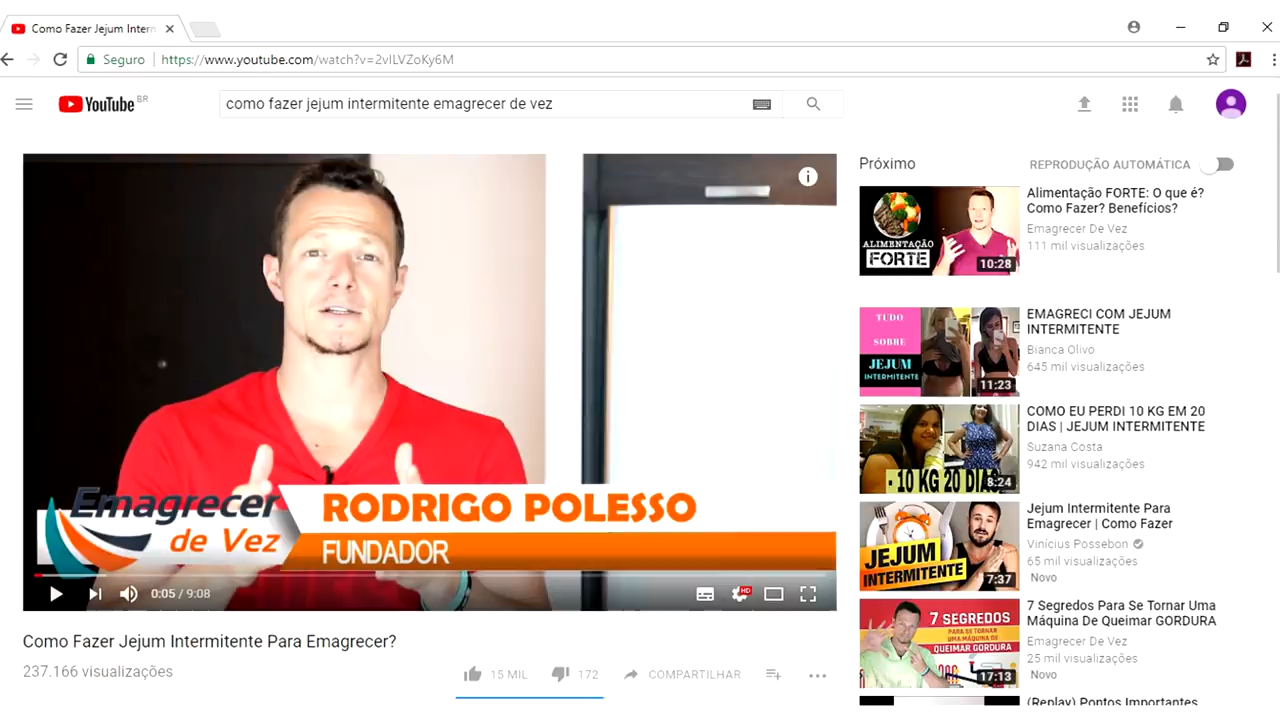 Como Fazer Jejum Interm
Seguro
https://www.youtube.com/watch?v=2vILVZoKy6M
YouTube BR
como fazer jejum intermitente emagrecer de vez
Emagrecer
de Vez
RODRIGO POLESSO
FUNDADOR
0:05 / 9:08
HD
Como Fazer Jejum Intermitente Para Emagrecer?
237.166 visualizações
15 MIL
172
COMPARTILHAR
Próximo
REPRODUÇÃO AUTOMÁTICA
ALIMENTAÇÃO
FORTE
10:28
Alimentação FORTE: O que é?
Como Fazer? Benefícios?
Emagrecer De Vez
111 mil visualizações
TUDO
SOBRE
JEJUM
INTERMITENTE
11:23
EMAGRECI COM JEJUM
INTERMITENTE
Bianca Olivo
645 mil visualizações
- 10 KG 20 DIAS
8:24
COMO EU PERDI 10 KG EM 20
DIAS | JEJUM INTERMITENTE
Suzana Costa
942 mil visualizações
JEJUM
INTERMITENTE
7:37
Jejum Intermitente Para
Emagrecer | Como Fazer
Vinicius Possebon
65 mil visualizações
Novo
7 SEGREDOS
PARA SE TORNAR
UMA MÁQUINA DE
QUEIMAR GORDURA
17:13
7 Segredos Para Se Tornar Uma
Máquina De Queimar GORDURA
Emagrecer De Vez
25 mil visualizações
Novo
(Replay) Pontos Importantes